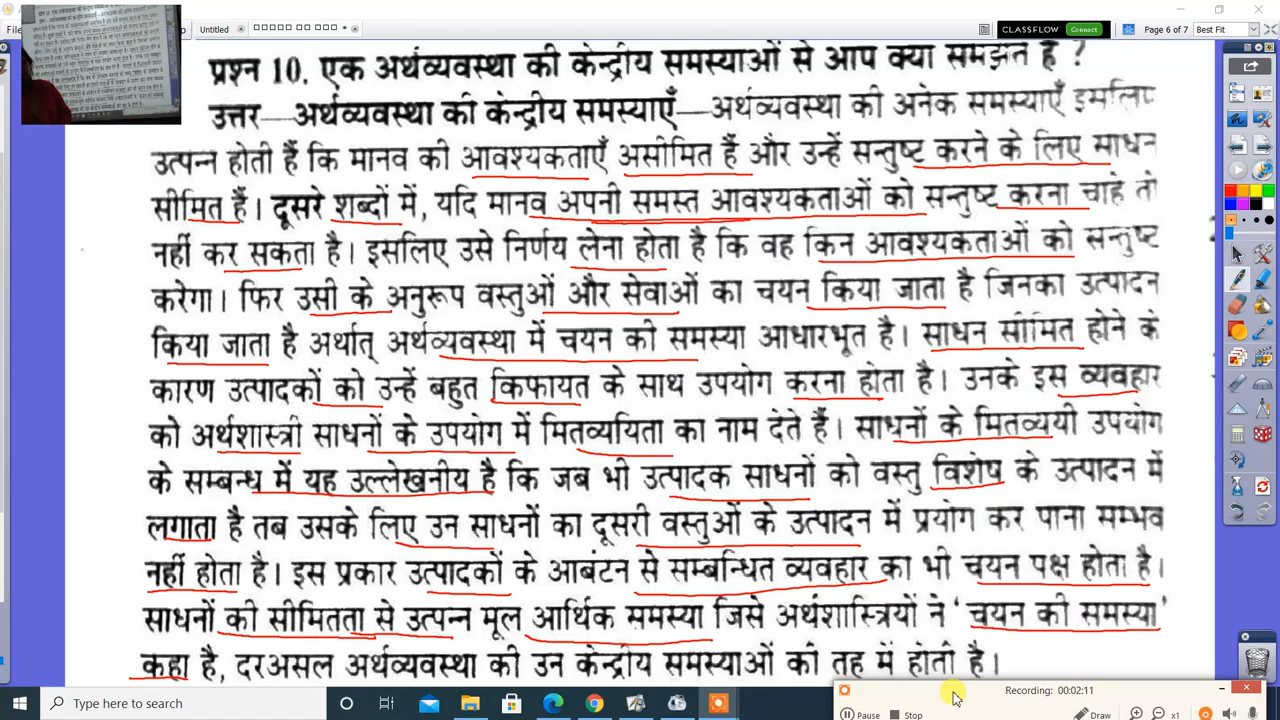 Untitled
CLASSFLOW Connect
Page 6 of 7
Best Fit
प्रश्न 10. एक अर्थव्यवस्था की केन्द्रीय समस्याओं से आप क्या समझते हैं ?
उत्तर—अर्थव्यवस्था की केन्द्रीय समस्याएँ—अर्थव्यवस्था की अनेक समस्याएँ इसलिए
उत्पन्न होती हैं कि मानव की आवश्यकताएँ असीमित हैं और उन्हें सन्तुष्ट करने के लिए साधन
सीमित हैं। दूसरे शब्दों में, यदि मानव अपनी समस्त आवश्यकताओं को सन्तुष्ट करना चाहे तो
नहीं कर सकता है। इसलिए उसे निर्णय लेना होता है कि वह किन आवश्यकताओं को सन्तुष्ट
करेगा। फिर उसी के अनुरूप वस्तुओं और सेवाओं का चयन किया जाता है जिनका उत्पादन
किया जाता है अर्थात् अर्थव्यवस्था में चयन की समस्या आधारभूत है। साधन सीमित होने के
कारण उत्पादकों को उन्हें बहुत किफायत के साथ उपयोग करना होता है। उनके इस व्यवहार
को अर्थशास्त्री साधनों के उपयोग में मितव्ययिता का नाम देते हैं। साधनों के मितव्ययी उपयोग
के सम्बन्ध में यह उल्लेखनीय है कि जब भी उत्पादक साधनों को वस्तु विशेष के उत्पादन में
लगाता है तब उसके लिए उन साधनों का दूसरी वस्तुओं के उत्पादन में प्रयोग कर पाना सम्भव
नहीं होता है। इस प्रकार उत्पादकों के आबंटन से सम्बन्धित व्यवहार का भी चयन पक्ष होता है।
साधनों की सीमितता से उत्पन्न मूल आर्थिक समस्या जिसे अर्थशास्त्रियों ने ‘चयन की समस्या’
कहा है, दरअसल अर्थव्यवस्था की उन केन्द्रीय समस्याओं की तह में होती है।
Recording: 00:02:11
Pause Stop Draw x1
Type here to search